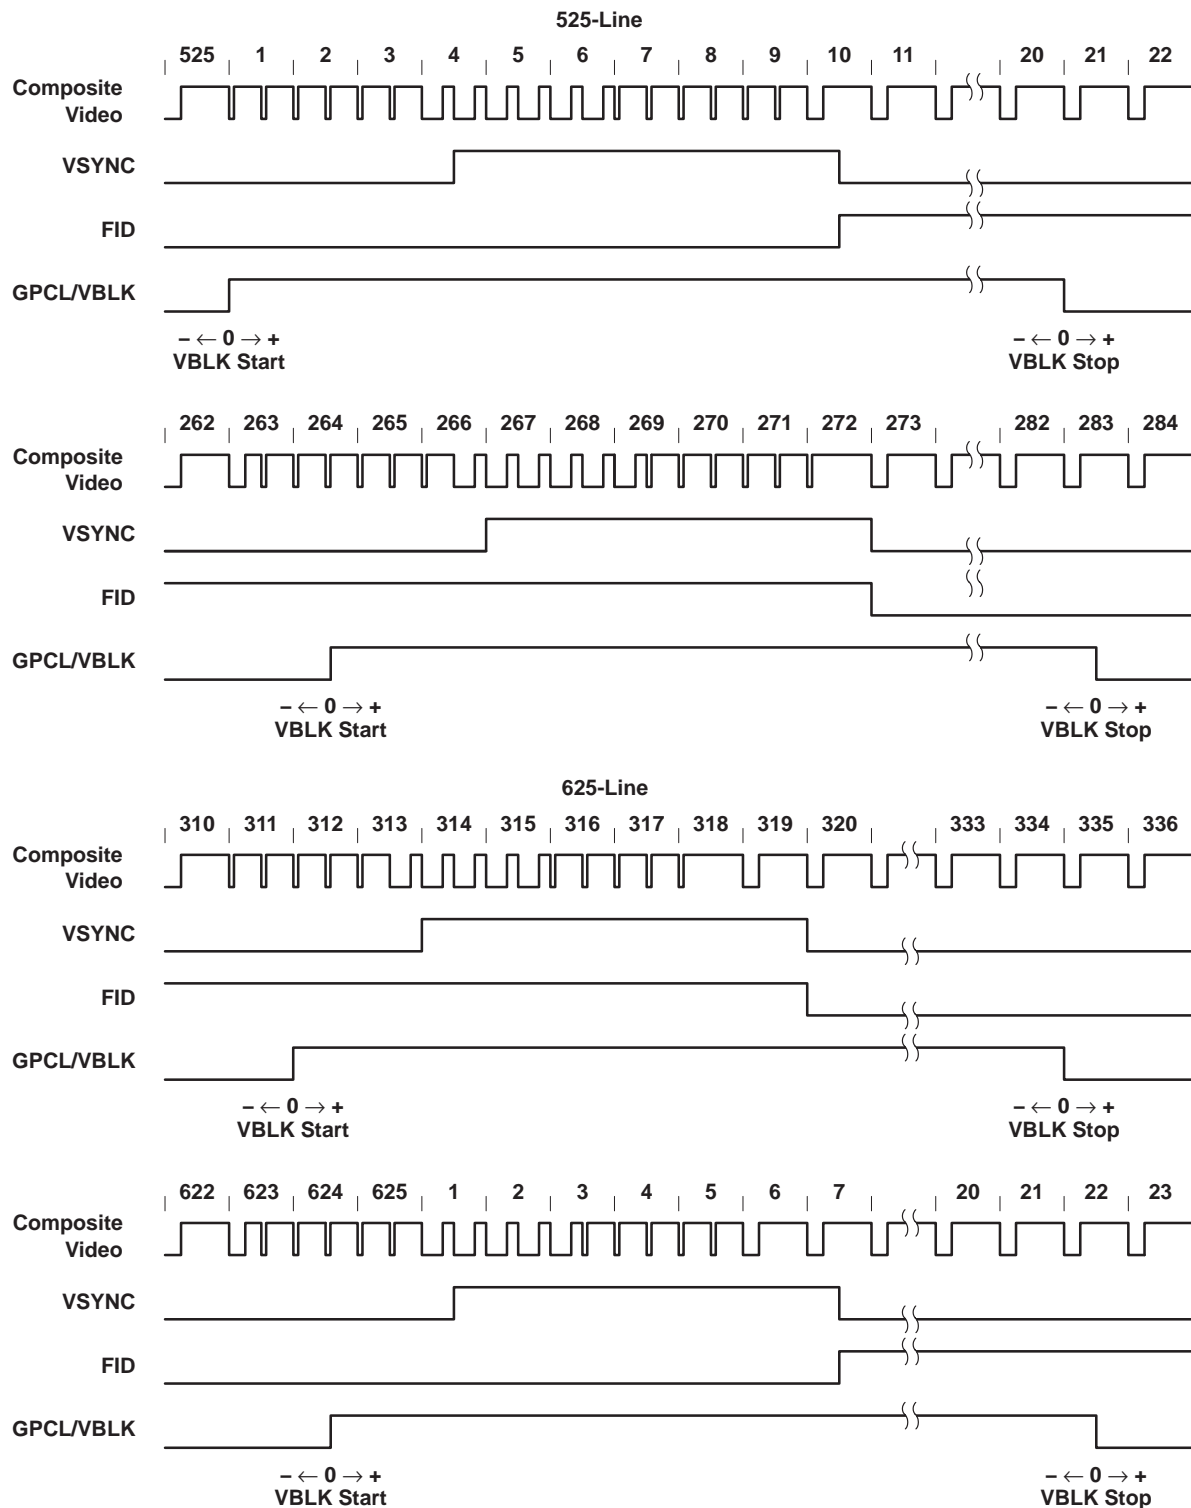 525-Line
525 1 2 3 4 5 6 7 8 9 10 11 20 21 22
Composite
Video
VSYNC
FID
GPCL/VBLK
– ← 0 → + – ← 0 → +
VBLK Start VBLK Stop
262 263 264 265 266 267 268 269 270 271 272 273 282 283 284
Composite
Video
VSYNC
FID
GPCL/VBLK
– ← 0 → + – ← 0 → +
VBLK Start VBLK Stop
625-Line
310 311 312 313 314 315 316 317 318 319 320 333 334 335 336
Composite
Video
VSYNC
FID
GPCL/VBLK
– ← 0 → + – ← 0 → +
VBLK Start VBLK Stop
622 623 624 625 1 2 3 4 5 6 7 20 21 22 23
Composite
Video
VSYNC
FID
GPCL/VBLK
– ← 0 → + – ← 0 → +
VBLK Start VBLK Stop